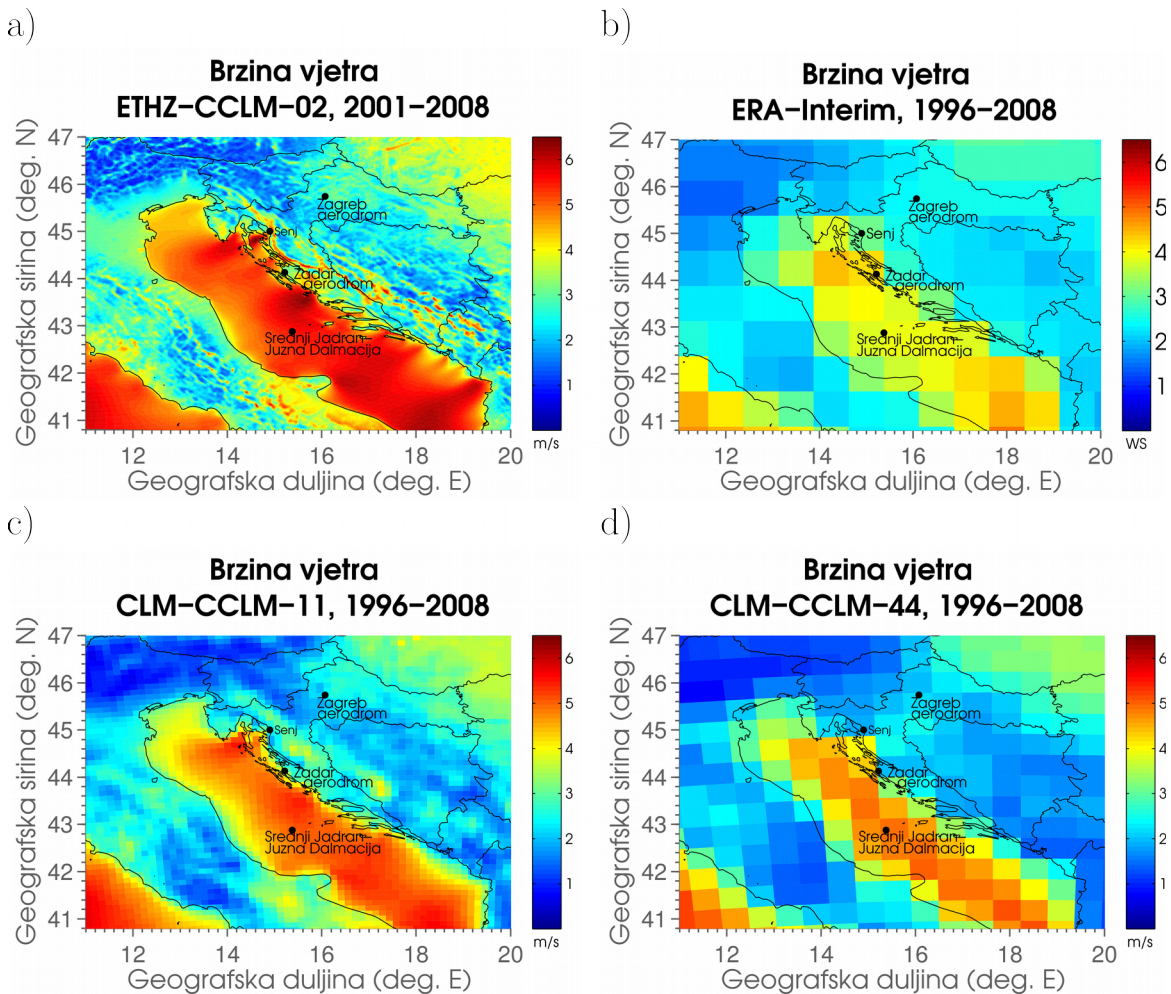 a)
Brzina vjetra
ETHZ-CCLM-02, 2001-2008
Geografska sirina (deg. N)
47
46
45
44
43
42
41
Zagreb
aerodrom
Senj
Zadar
aerodrom
Srednji Jadran-
Juzna Dalmacija
12 14 16 18 20
Geografska duljina (deg. E)
6
5
4
3
2
1
m/s
b)
Brzina vjetra
ERA-Interim, 1996-2008
Geografska sirina (deg. N)
47
46
45
44
43
42
41
Zagreb
aerodrom
Senj
Zadar
aerodrom
Srednji Jadran-
Juzna Dalmacija
12 14 16 18 20
Geografska duljina (deg. E)
6
5
4
3
2
1
WS
c)
Brzina vjetra
CLM-CCLM-11, 1996-2008
Geografska sirina (deg. N)
47
46
45
44
43
42
41
Zagreb
aerodrom
Senj
Zadar
aerodrom
Srednji Jadran-
Juzna Dalmacija
12 14 16 18 20
Geografska duljina (deg. E)
6
5
4
3
2
1
m/s
d)
Brzina vjetra
CLM-CCLM-44, 1996-2008
Geografska sirina (deg. N)
47
46
45
44
43
42
41
Zagreb
aerodrom
Senj
Zadar
aerodrom
Srednji Jadran-
Juzna Dalmacija
12 14 16 18 20
Geografska duljina (deg. E)
6
5
4
3
2
1
m/s